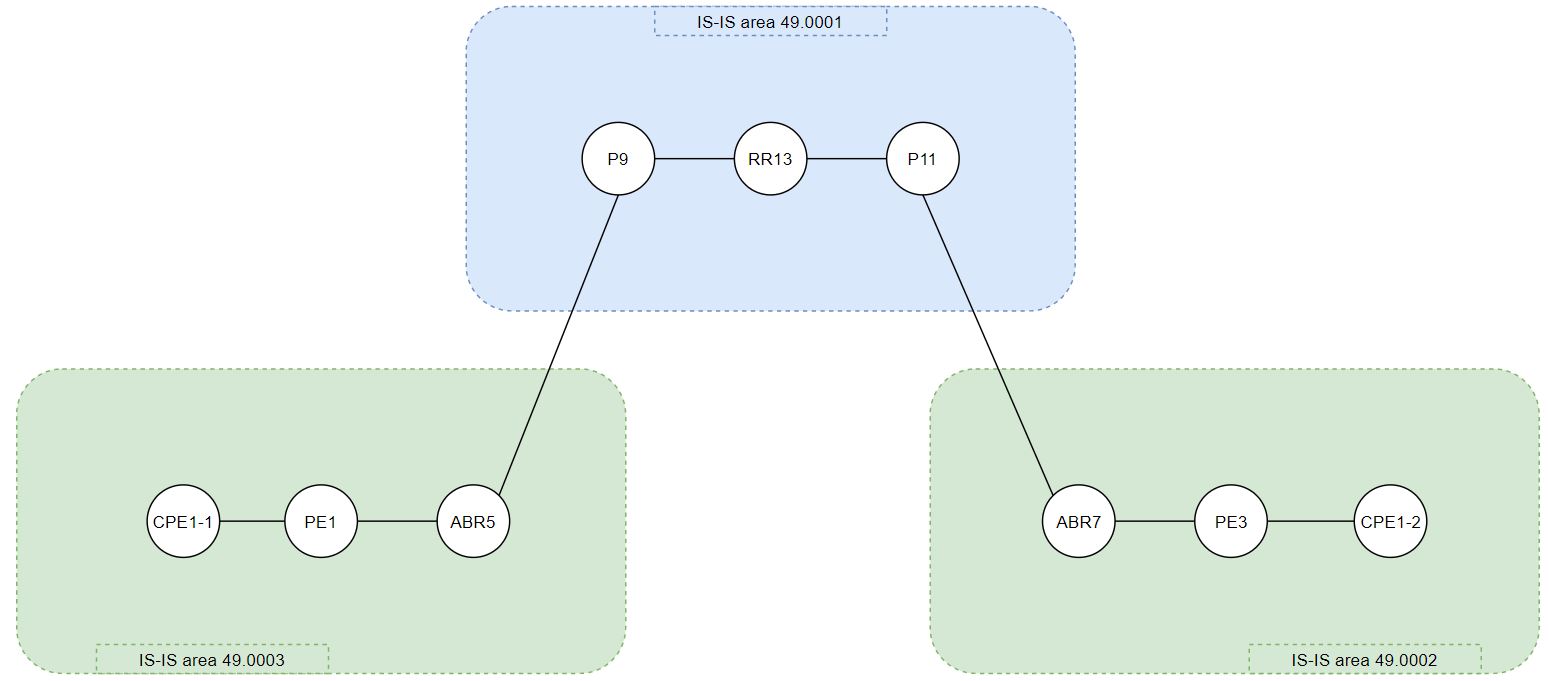 IS-IS area 49.0001
P9
RR13
P11
CPE1-1
PE1
ABR5
ABR7
PE3
CPE1-2
IS-IS area 49.0003
IS-IS area 49.0002